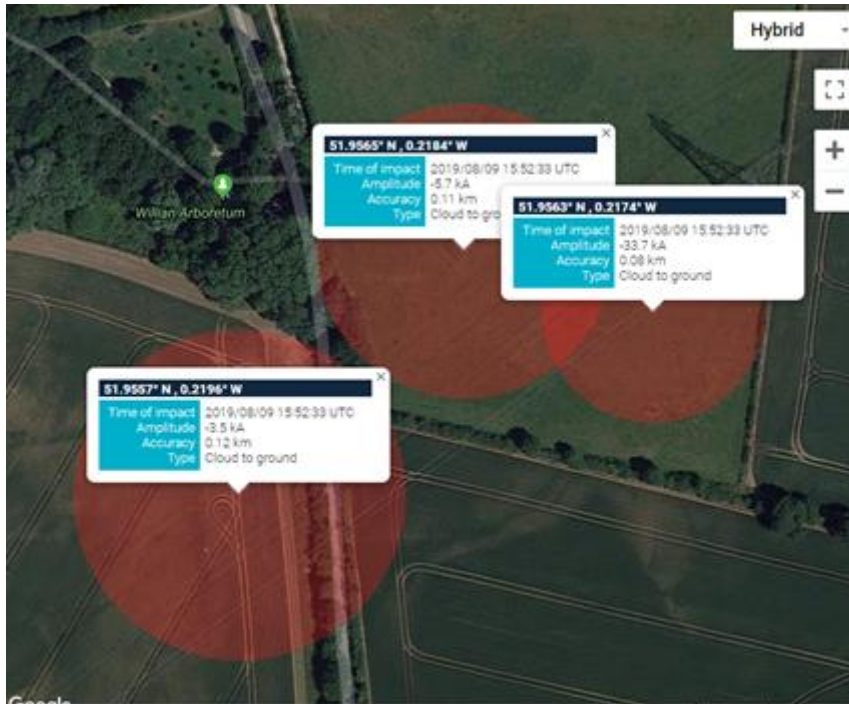 Hybrid
51.9565° N , 0.2184° W
Time of impact 2019/08/09 15:52:33 UTC
Amplitude -5.7 kA
Accuracy 0.11 km
Type Cloud to gro
51.9563° N , 0.2174° W
Time of impact 2019/08/09 15:52:33 UTC
Amplitude -33.7 kA
Accuracy 0.08 km
Type Cloud to ground
Willian Arboretum
51.9557° N , 0.2196° W
Time of impact 2019/08/09 15:52:33 UTC
Amplitude -3.5 kA
Accuracy 0.12 km
Type Cloud to ground
Google